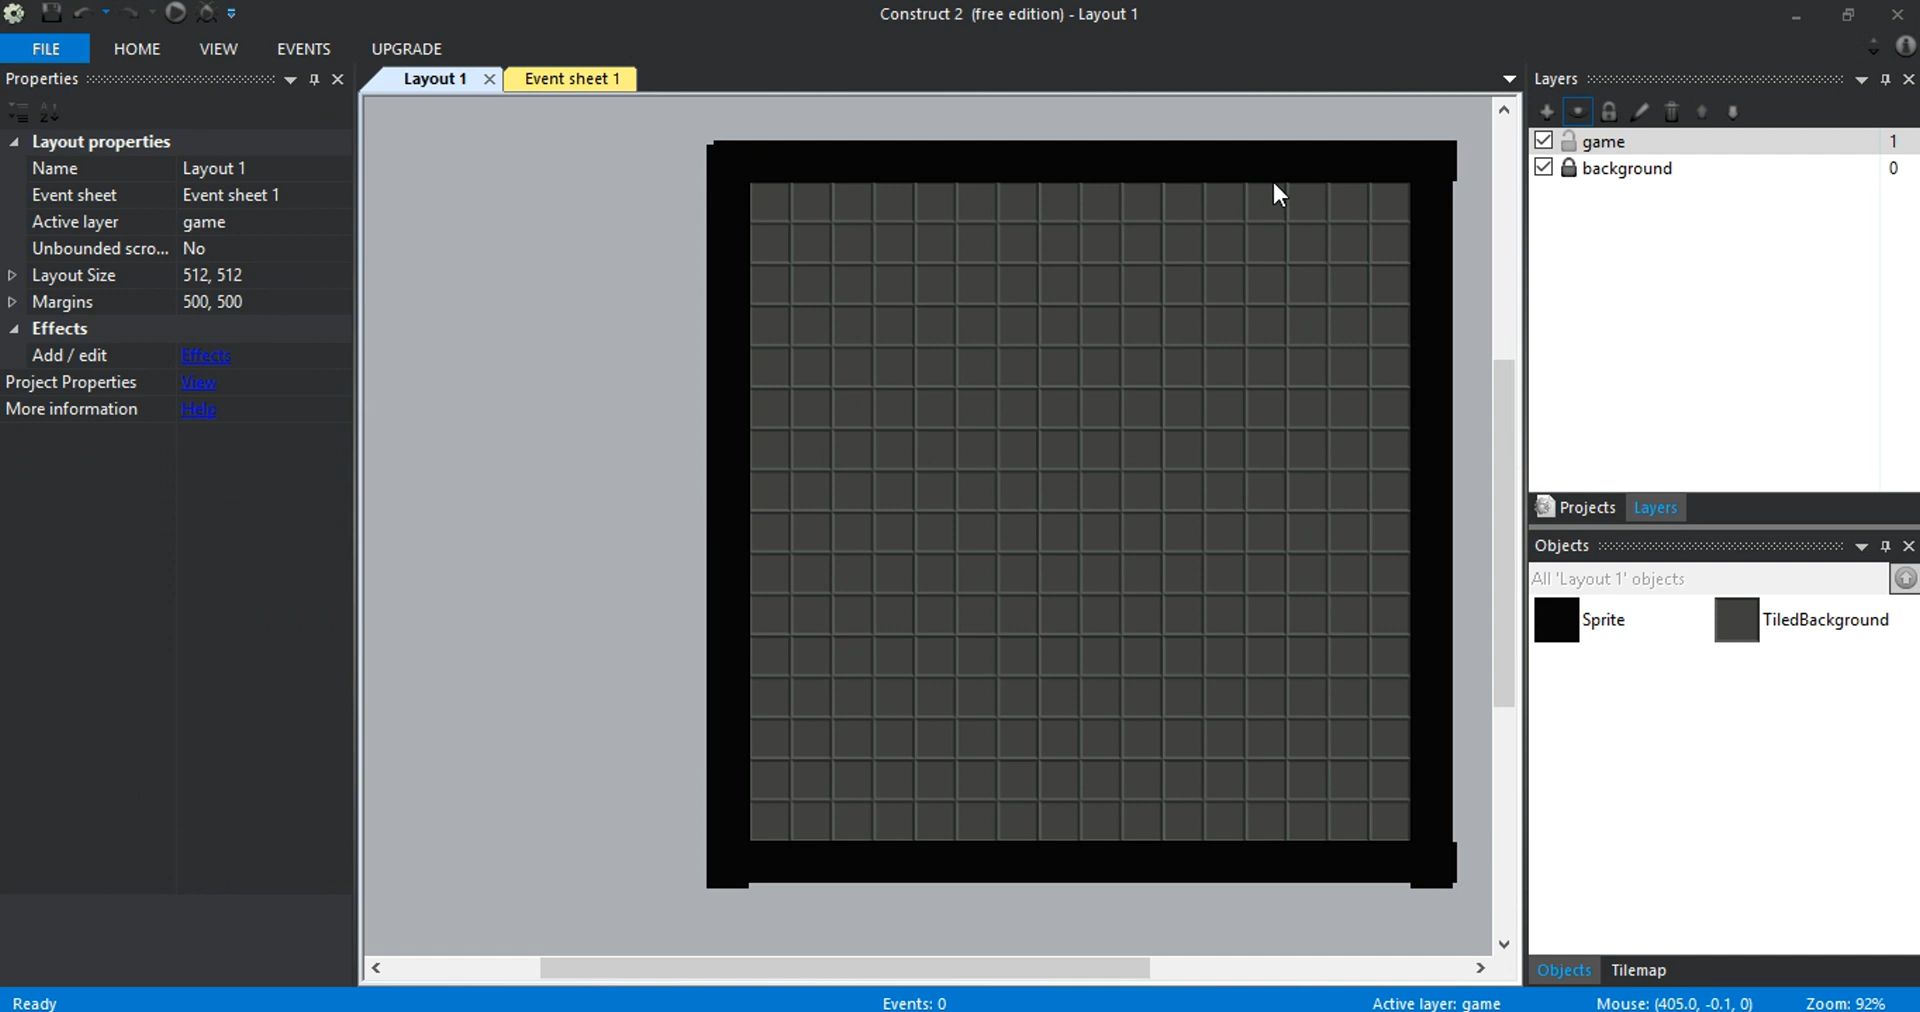 Construct 2 (free edition) - Layout 1
FILE HOME VIEW EVENTS UPGRADE
Properties
Layout properties
Name Layout 1
Event sheet Event sheet 1
Active layer game
Unbounded scro... No
Layout Size 512, 512
Margins 500, 500
Effects
Add / edit Effects
Project Properties View
More information Help
Layout 1
Event sheet 1
Layers
game 1
background 0
Projects Layers
Objects
All 'Layout 1' objects
Sprite TiledBackground
Objects Tilemap
Ready Events: 0 Active layer: game Mouse: (405.0, -0.1, 0) Zoom: 92%